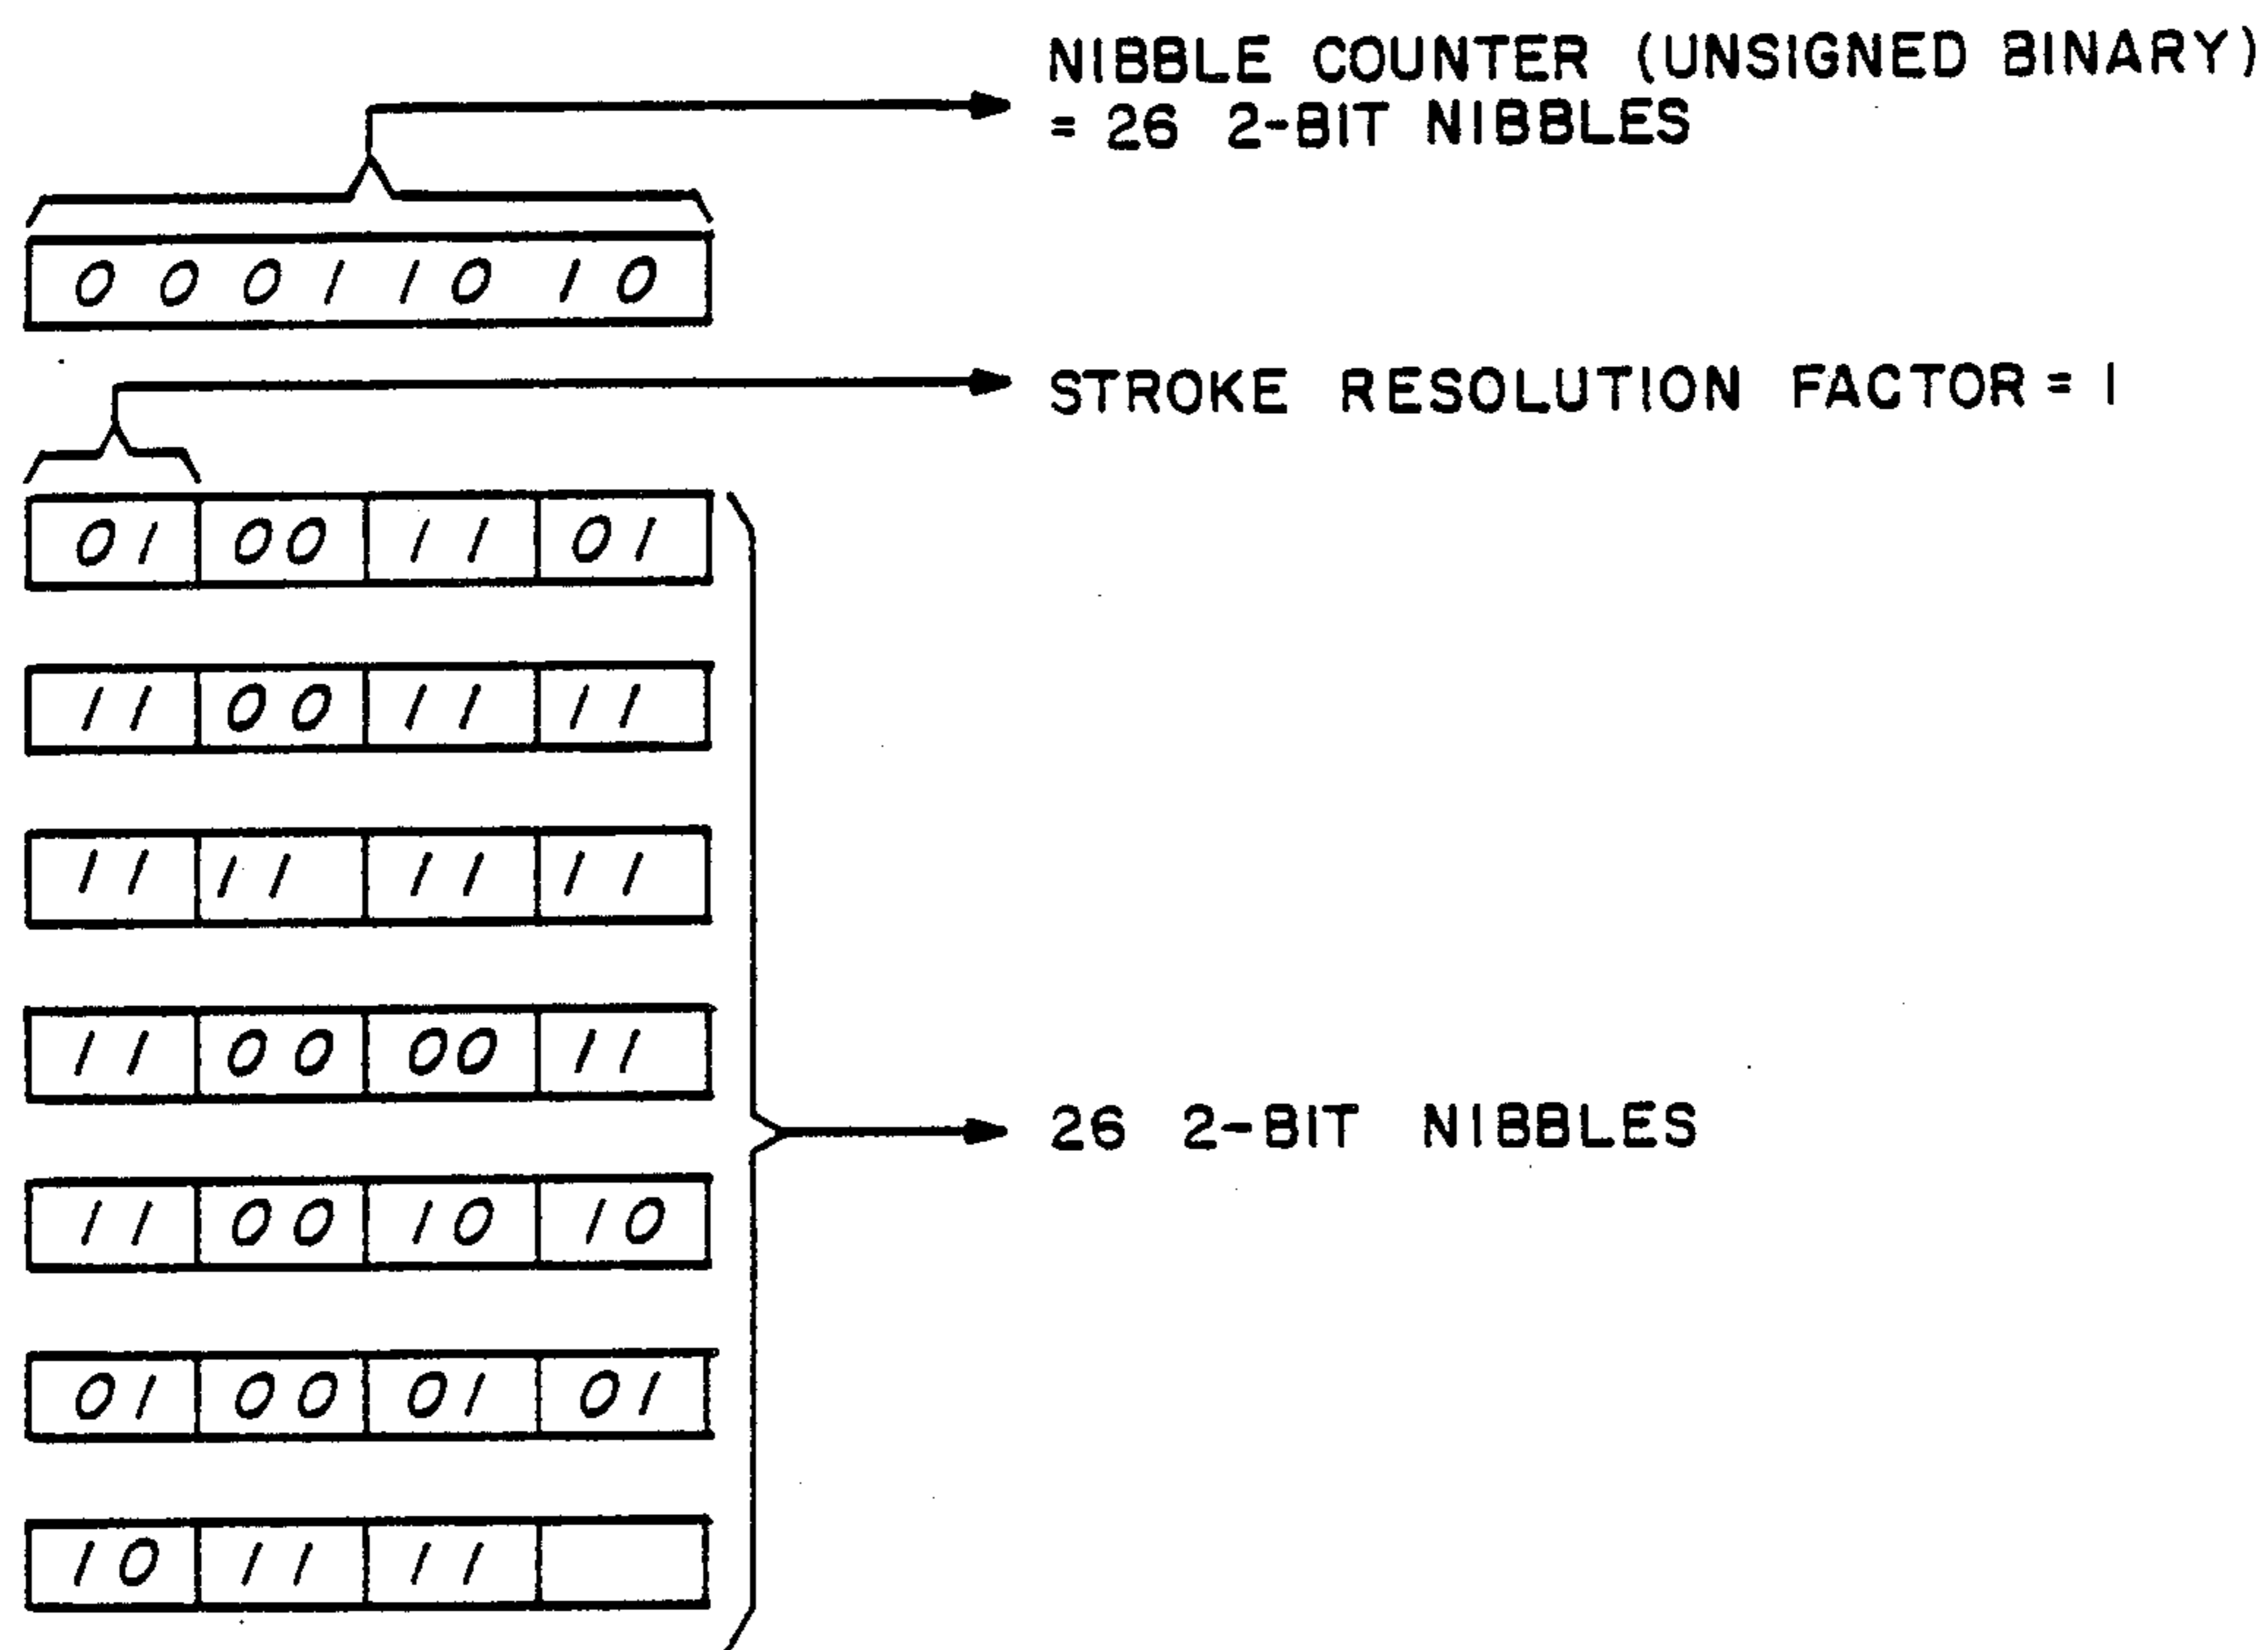 NIBBLE COUNTER (UNSIGNED BINARY)
= 26 2-BIT NIBBLES
0 0 0 1 1 0 1 0
STROKE RESOLUTION FACTOR = 1
01 00 11 01
11 00 11 11
11 11 11 11
11 00 00 11
26 2-BIT NIBBLES
11 00 10 10
01 00 01 01
10 11 11